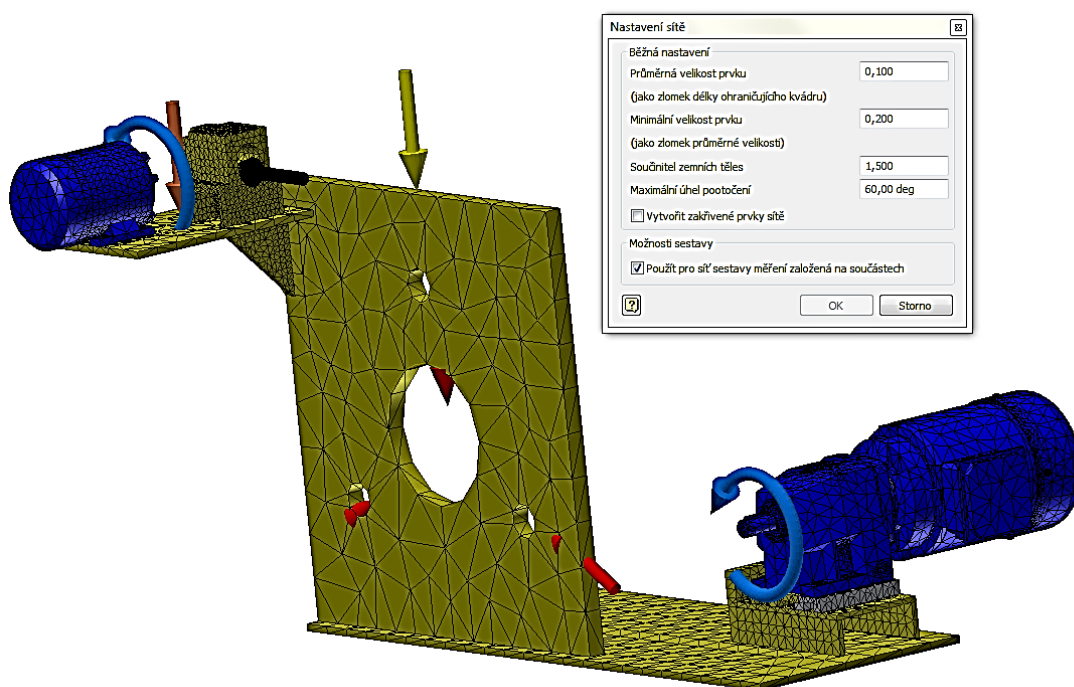 Nastavení sítě
Běžná nastavení
Průměrná velikost prvku 0,100
(jako zlomek délky ohraničujícího kvádru)
Minimální velikost prvku 0,200
(jako zlomek průměrné velikosti)
Součinitel zemních těles 1,500
Maximální úhel pootočení 60,00 deg
Vytvořit zakřivené prvky sítě
Možnosti sestavy
Použít pro síť sestavy měření založená na součástech
OK Storno